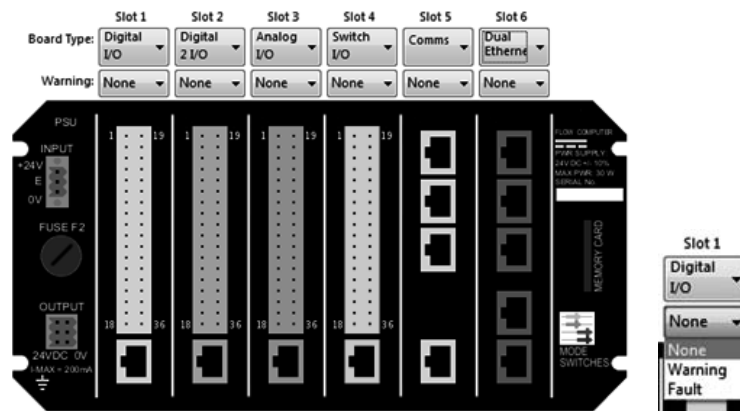 Slot 1 Slot 2 Slot 3 Slot 4 Slot 5 Slot 6
Board Type: Digital I/O Digital 2 I/O Analog I/O Switch I/O Comms Dual Etherne
Warning: None None None None None None
PSU
INPUT
+24V
E
0V
FUSE F2
OUTPUT
24VDC 0V
I-MAX = 200mA
1 19 1 19 1 19 1 19
18 36 18 36 18 36 18 36
FLOW COMPUTER
PWR SUPPLY
24V DC +/- 10%
MAX PWR: 30 W
SERIAL No.
MEMORY CARD
MODE
SWITCHES
Slot 1
Digital
I/O
None
None
Warning
Fault